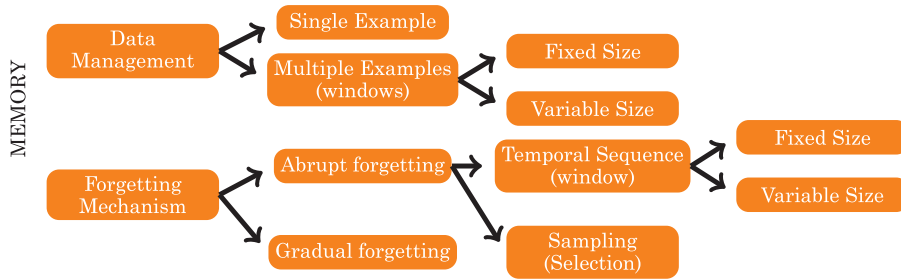 MEMORY
Data
Management
Single Example
Multiple Examples
(windows)
Fixed Size
Variable Size
Forgetting
Mechanism
Abrupt forgetting
Gradual forgetting
Temporal Sequence
(window)
Sampling
(Selection)
Fixed Size
Variable Size